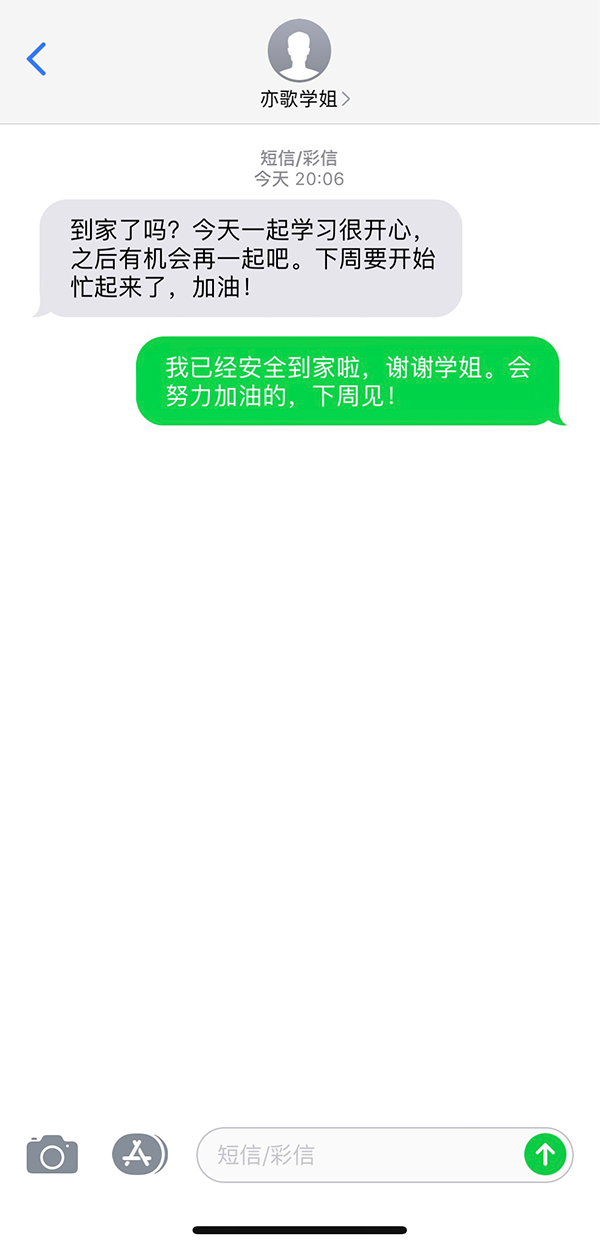 亦歌学姐
短信/彩信
今天 20:06
到家了吗？今天一起学习很开心，
之后有机会再一起吧。下周要开始
忙起来了，加油！
我已经安全到家啦，谢谢学姐。会
努力加油的，下周见！
短信/彩信